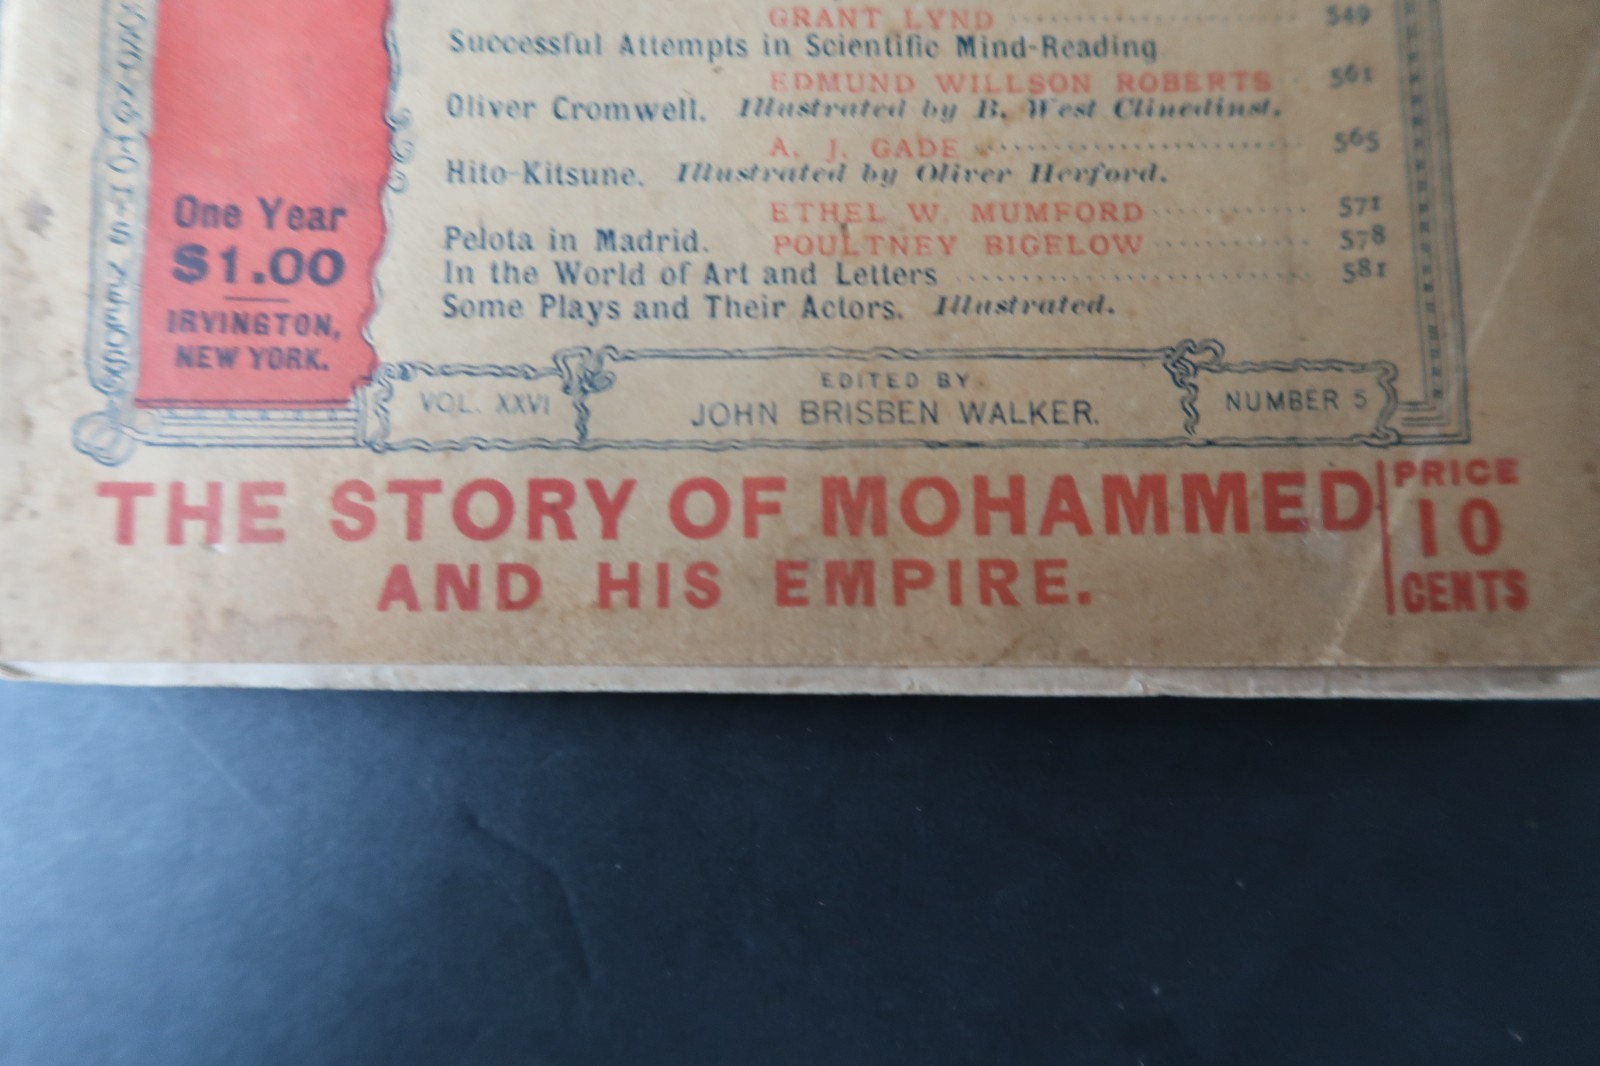 GRANT LYND 549
Successful Attempts in Scientific Mind-Reading
EDMUND WILLSON ROBERTS 561
Oliver Cromwell. Illustrated by B. West Clinedinst.
A. J. GADE 565
Hito-Kitsune. Illustrated by Oliver Herford.
ETHEL W. MUMFORD 571
Pelota in Madrid. POULTNEY BIGELOW 578
In the World of Art and Letters 581
Some Plays and Their Actors. Illustrated.
One Year
$1.00
IRVINGTON,
NEW YORK.
VOL. XXVI
EDITED BY
JOHN BRISBEN WALKER.
NUMBER 5
THE STORY OF MOHAMMED
AND HIS EMPIRE.
PRICE
10
CENTS